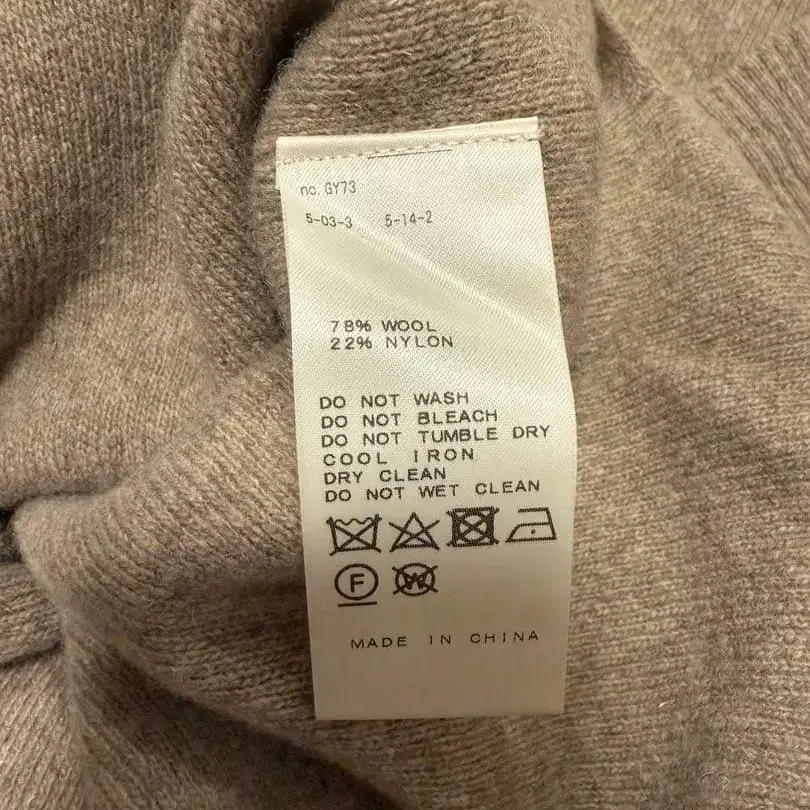 no. GY73
5-03-3 5-14-2
78% WOOL
22% NYLON
DO NOT WASH
DO NOT BLEACH
DO NOT TUMBLE DRY
COOL IRON
DRY CLEAN
DO NOT WET CLEAN
F W
MADE IN CHINA